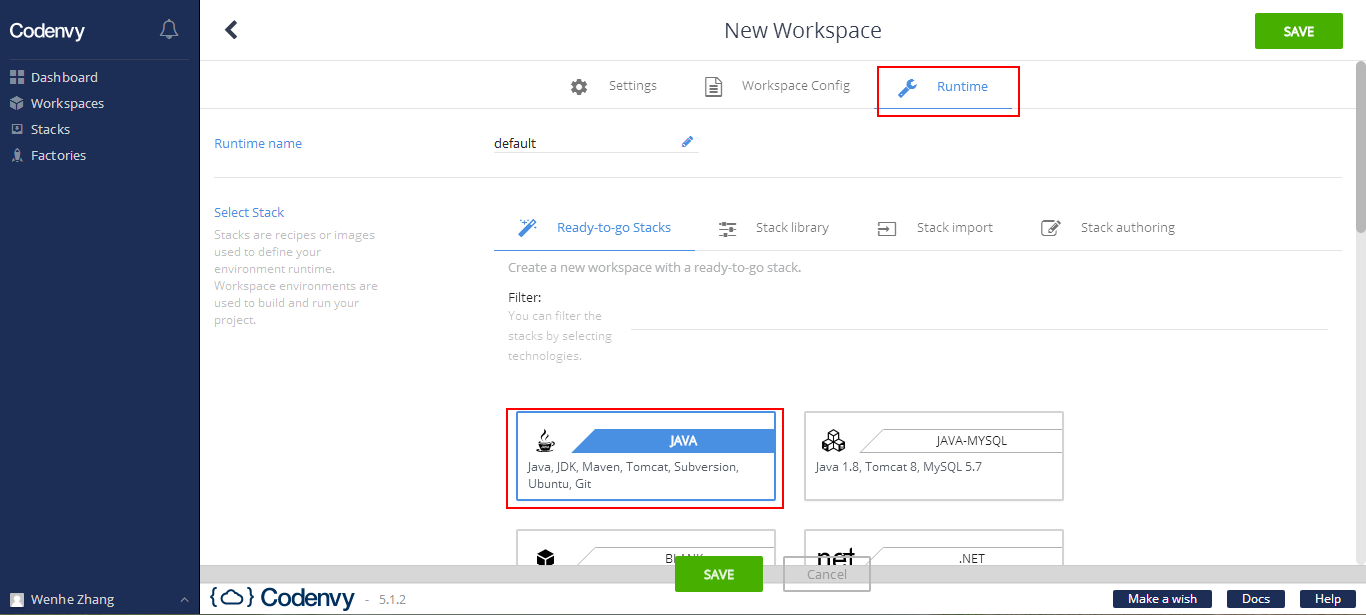 Codenvy
Dashboard
Workspaces
Stacks
Factories
Wenhe Zhang
New Workspace
SAVE
Settings
Workspace Config
Runtime
Runtime name
default
Select Stack
Stacks are recipes or images
used to define your
environment runtime.
Workspace environments are
used to build and run your
project.
Ready-to-go Stacks
Stack library
Stack import
Stack authoring
Create a new workspace with a ready-to-go stack.
Filter:
You can filter the
stacks by selecting
technologies.
JAVA
Java, JDK, Maven, Tomcat, Subversion,
Ubuntu, Git
JAVA-MYSQL
Java 1.8, Tomcat 8, MySQL 5.7
BLANK
.net
.NET
SAVE
Cancel
{ } Codenvy - 5.1.2
Make a wish
Docs
Help